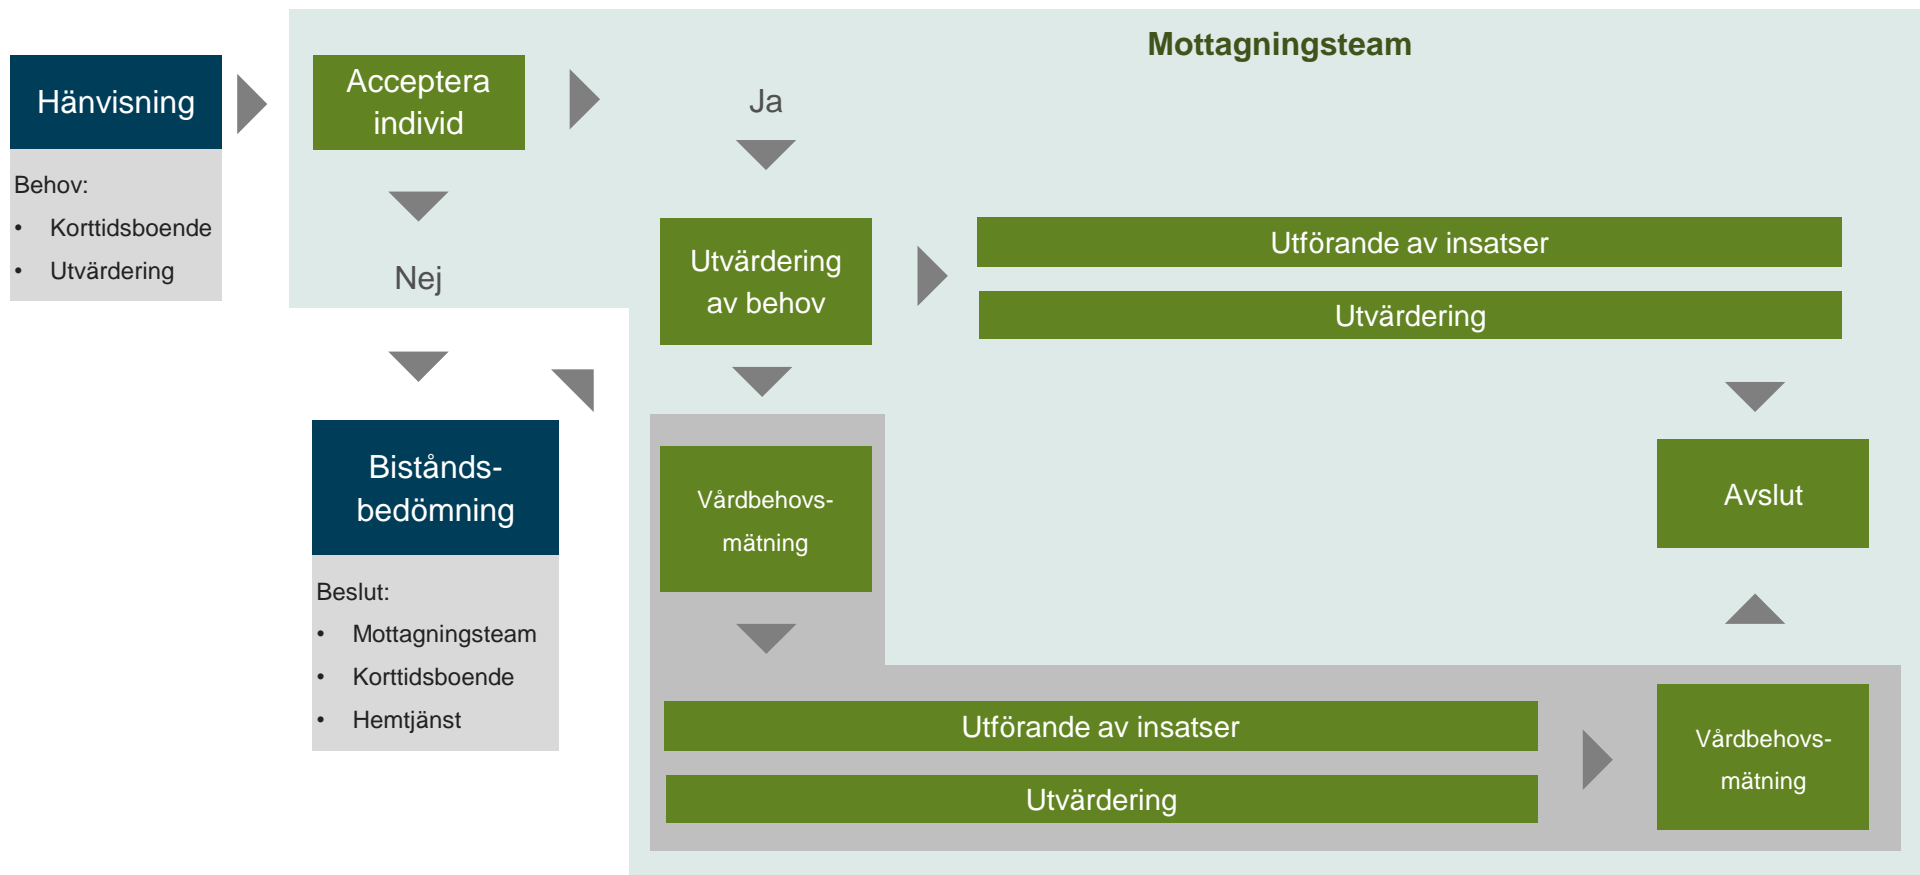 Mottagningsteam
Hänvisning
Behov:
• Korttidsboende
• Utvärdering
Acceptera
individ
Ja
Nej
Utvärdering
av behov
Utförande av insatser
Utvärdering
Bistånds-
bedömning
Beslut:
• Mottagningsteam
• Korttidsboende
• Hemtjänst
Vårdbehovs-
mätning
Avslut
Utförande av insatser
Utvärdering
Vårdbehovs-
mätning